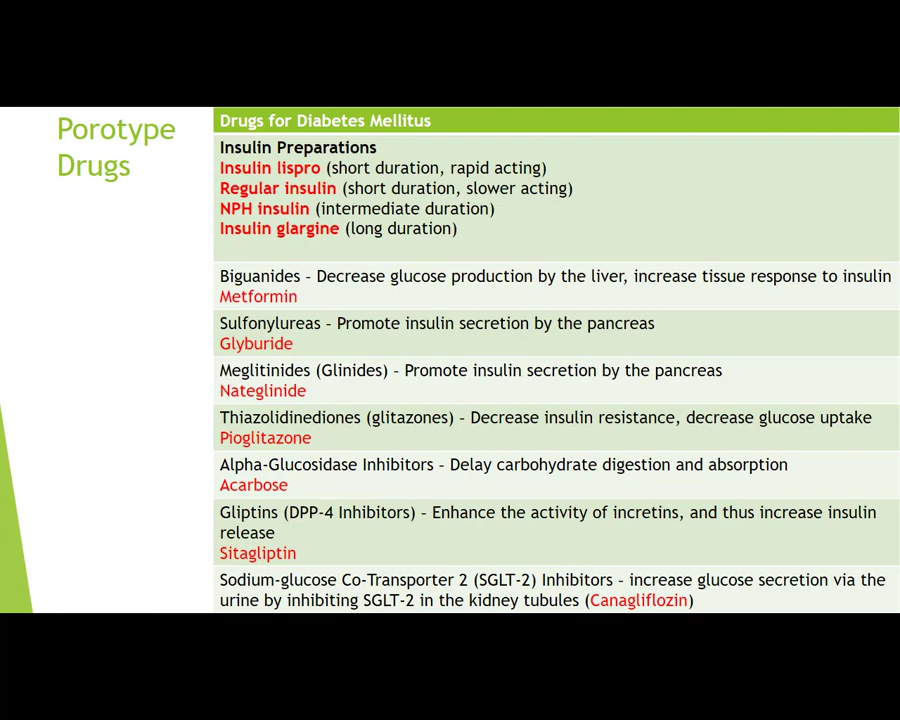 Porotype
Drugs
Drugs for Diabetes Mellitus
Insulin Preparations
Insulin lispro (short duration, rapid acting)
Regular insulin (short duration, slower acting)
NPH insulin (intermediate duration)
Insulin glargine (long duration)
Biguanides – Decrease glucose production by the liver, increase tissue response to insulin
Metformin
Sulfonylureas – Promote insulin secretion by the pancreas
Glyburide
Meglitinides (Glinides) – Promote insulin secretion by the pancreas
Nateglinide
Thiazolidinediones (glitazones) – Decrease insulin resistance, decrease glucose uptake
Pioglitazone
Alpha-Glucosidase Inhibitors – Delay carbohydrate digestion and absorption
Acarbose
Gliptins (DPP-4 Inhibitors) – Enhance the activity of incretins, and thus increase insulin
release
Sitagliptin
Sodium-glucose Co-Transporter 2 (SGLT-2) Inhibitors – increase glucose secretion via the
urine by inhibiting SGLT-2 in the kidney tubules (Canagliflozin)